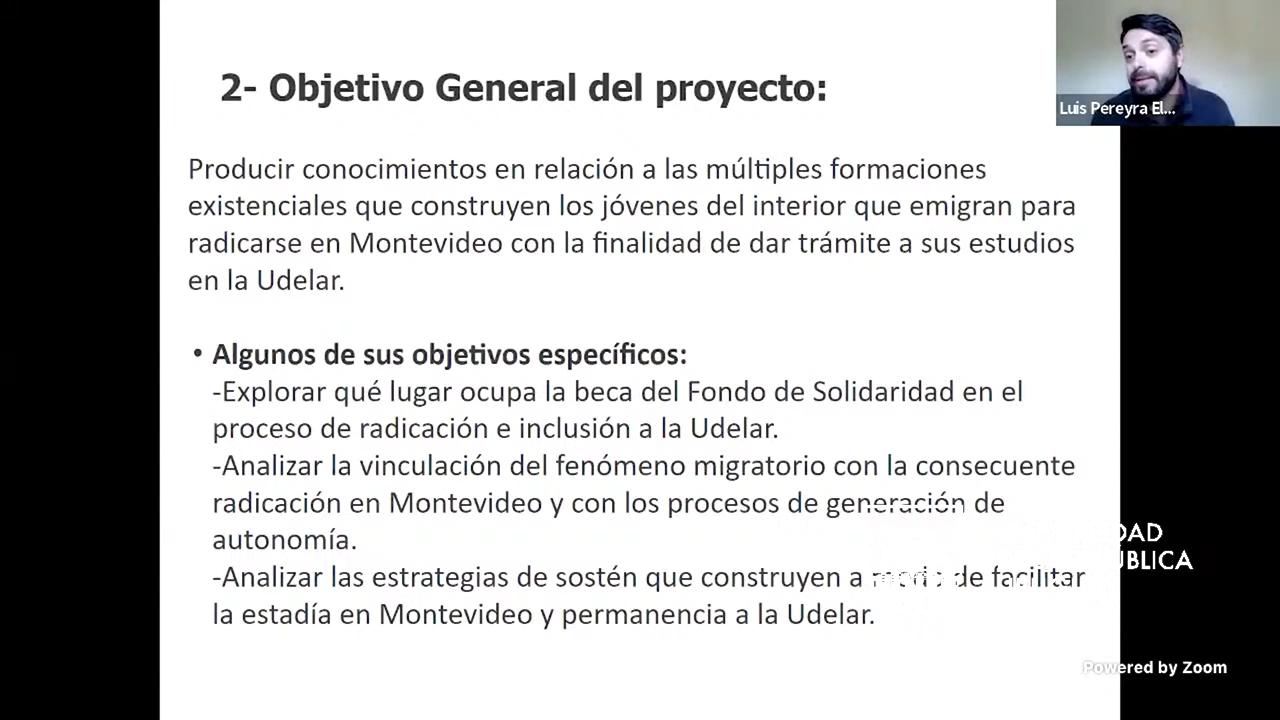 2- Objetivo General del proyecto:
Luis Pereyra El...
Producir conocimientos en relación a las múltiples formaciones
existenciales que construyen los jóvenes del interior que emigran para
radicarse en Montevideo con la finalidad de dar trámite a sus estudios
en la Udelar.
• Algunos de sus objetivos específicos:
-Explorar qué lugar ocupa la beca del Fondo de Solidaridad en el
proceso de radicación e inclusión a la Udelar.
-Analizar la vinculación del fenómeno migratorio con la consecuente
radicación en Montevideo y con los procesos de generación de
autonomía.
-Analizar las estrategias de sostén que construyen a modo de facilitar
la estadía en Montevideo y permanencia a la Udelar.
Powered by Zoom